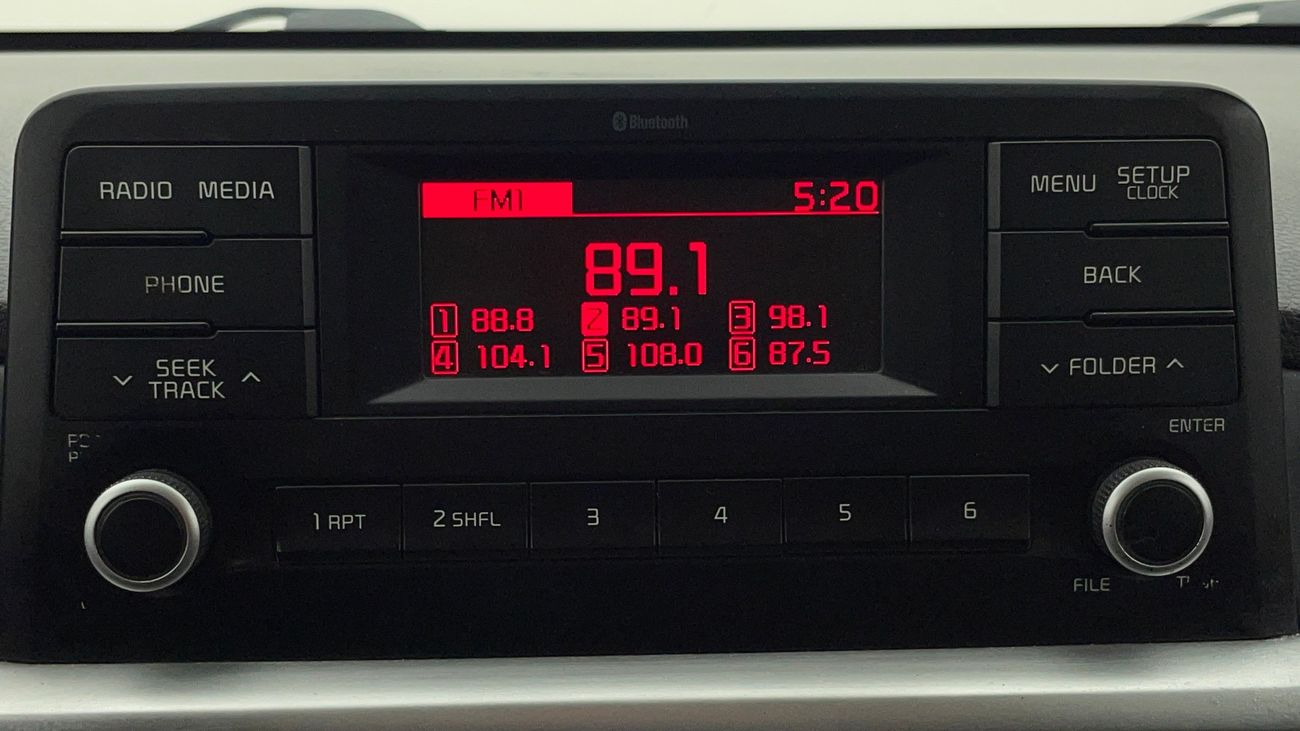 Bluetooth
RADIO MEDIA
PHONE
SEEK
TRACK
FM1 5:20
89.1
1 88.8 2 89.1 3 98.1
4 104.1 5 108.0 6 87.5
MENU SETUP
CLOCK
BACK
FOLDER
ENTER
1 RPT 2 SHFL 3 4 5 6
FILE